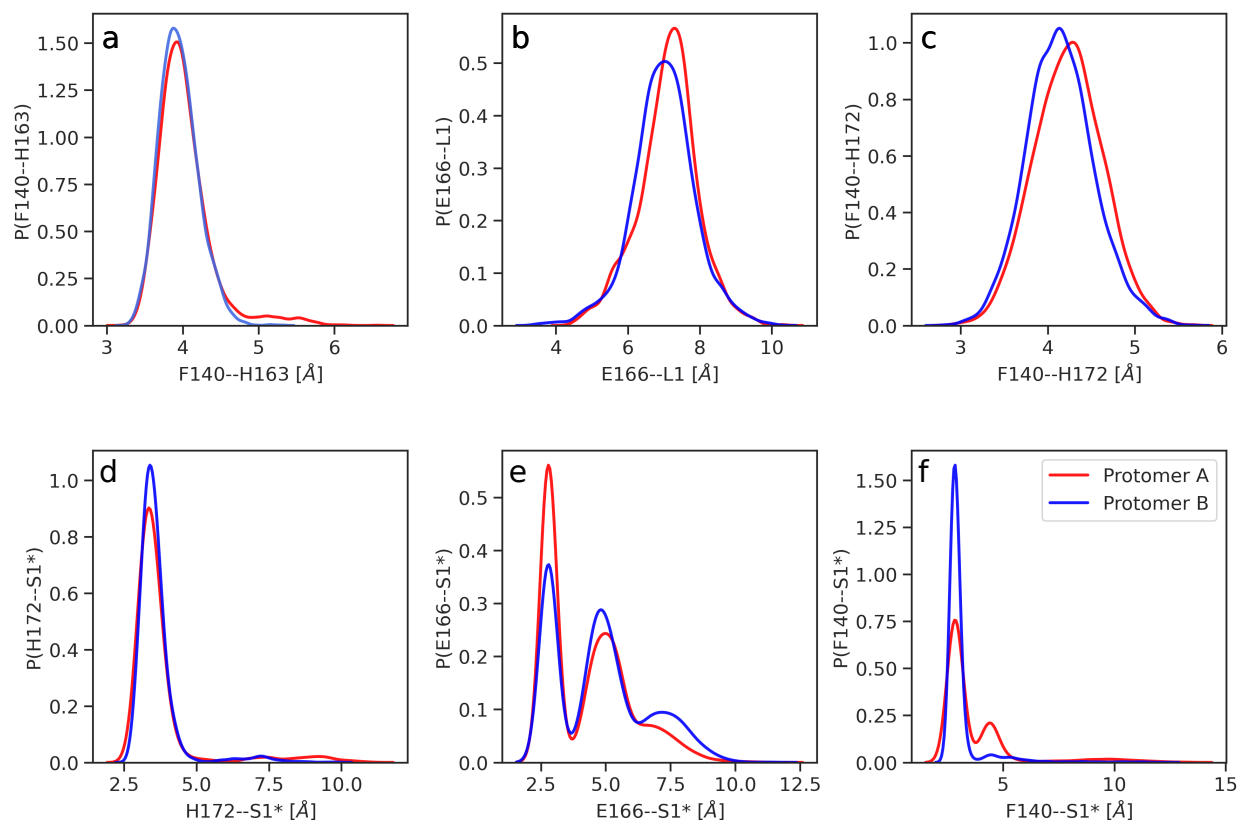 a
P(F140--H163)
1.50
1.25
1.00
0.75
0.50
0.25
0.00
3 4 5 6
F140--H163 [Å]
b
P(E166--L1)
0.5
0.4
0.3
0.2
0.1
0.0
4 6 8 10
E166--L1 [Å]
c
P(F140--H172)
1.0
0.8
0.6
0.4
0.2
0.0
3 4 5 6
F140--H172 [Å]
d
P(H172--S1*)
1.0
0.8
0.6
0.4
0.2
0.0
2.5 5.0 7.5 10.0
H172--S1* [Å]
e
P(E166--S1*)
0.5
0.4
0.3
0.2
0.1
0.0
2.5 5.0 7.5 10.0 12.5
E166--S1* [Å]
f
Protomer A
Protomer B
P(F140--S1*)
1.50
1.25
1.00
0.75
0.50
0.25
0.00
5 10 15
F140--S1* [Å]